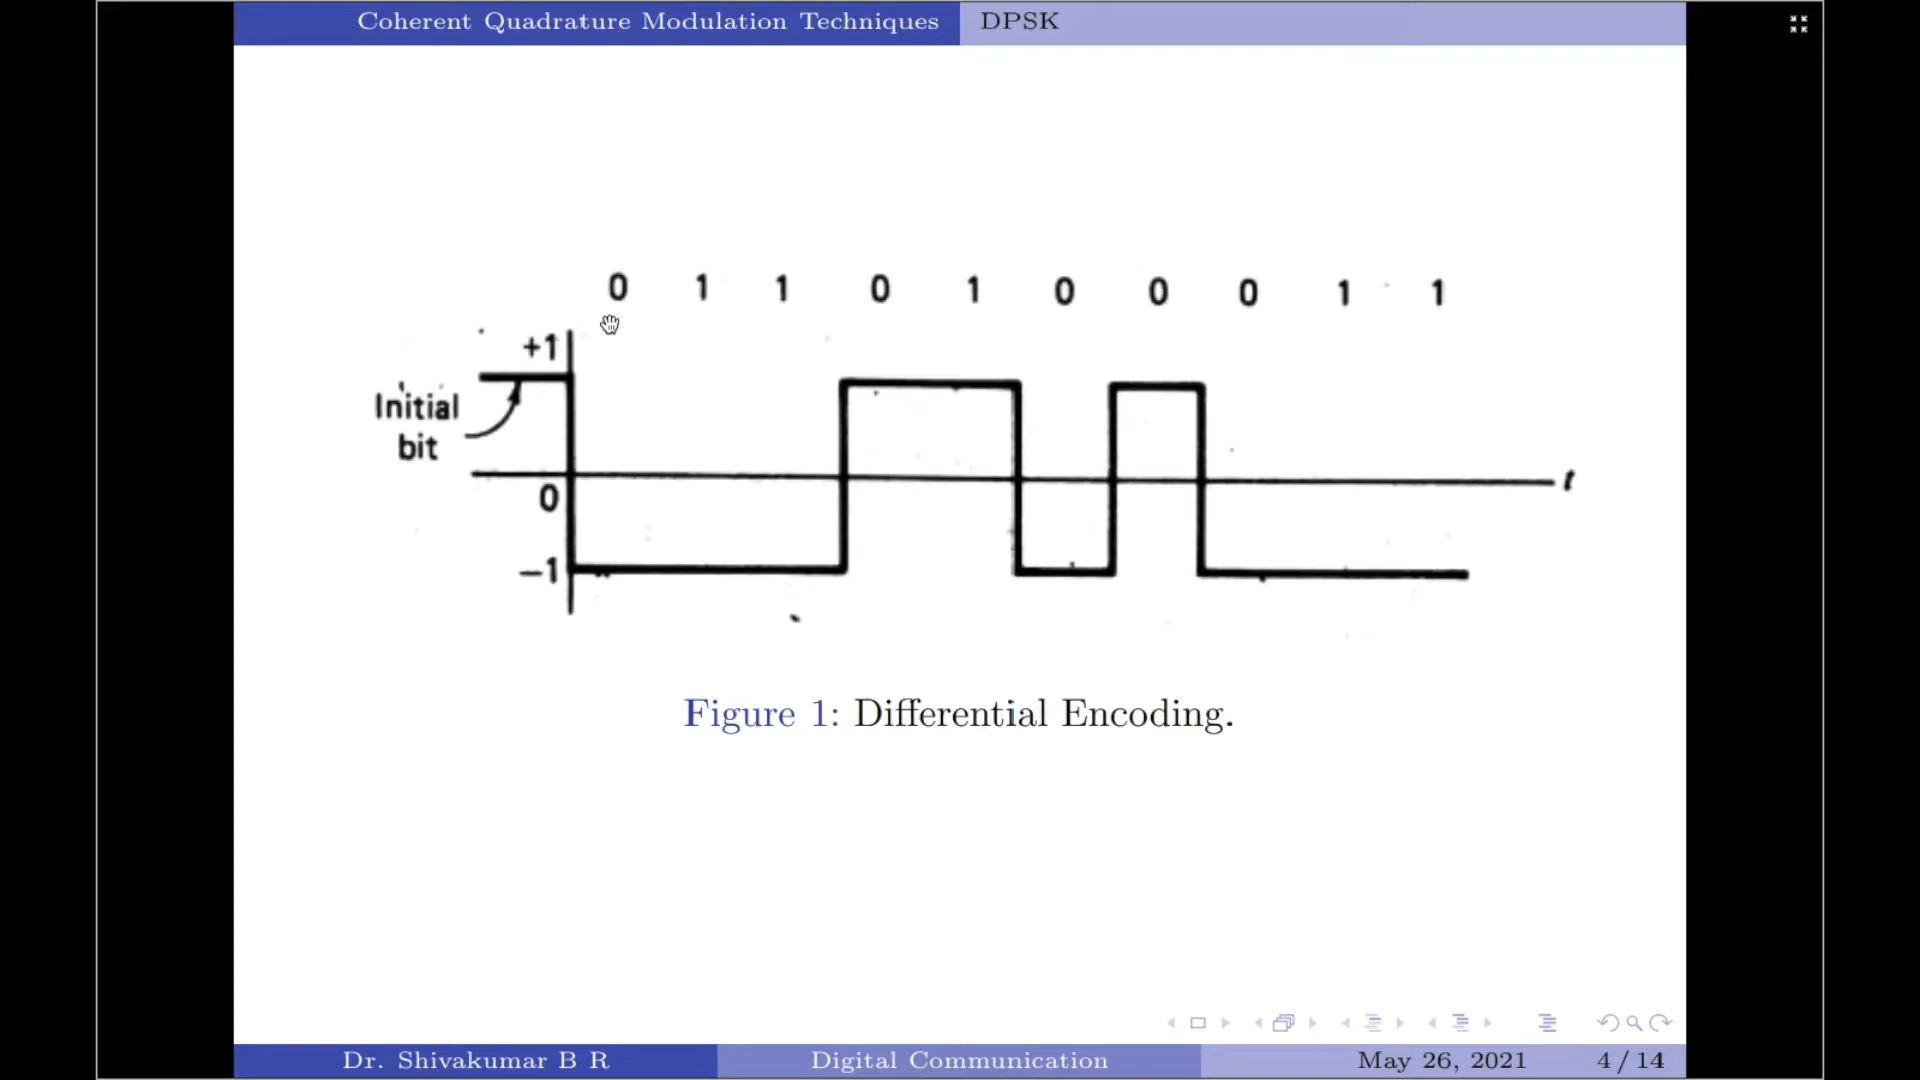 Coherent Quadrature Modulation Techniques DPSK
0 1 1 0 1 0 0 0 1 1
+1
Initial
bit
t
0
−1
Figure 1: Differential Encoding.
Dr. Shivakumar B R Digital Communication May 26, 2021 4 / 14